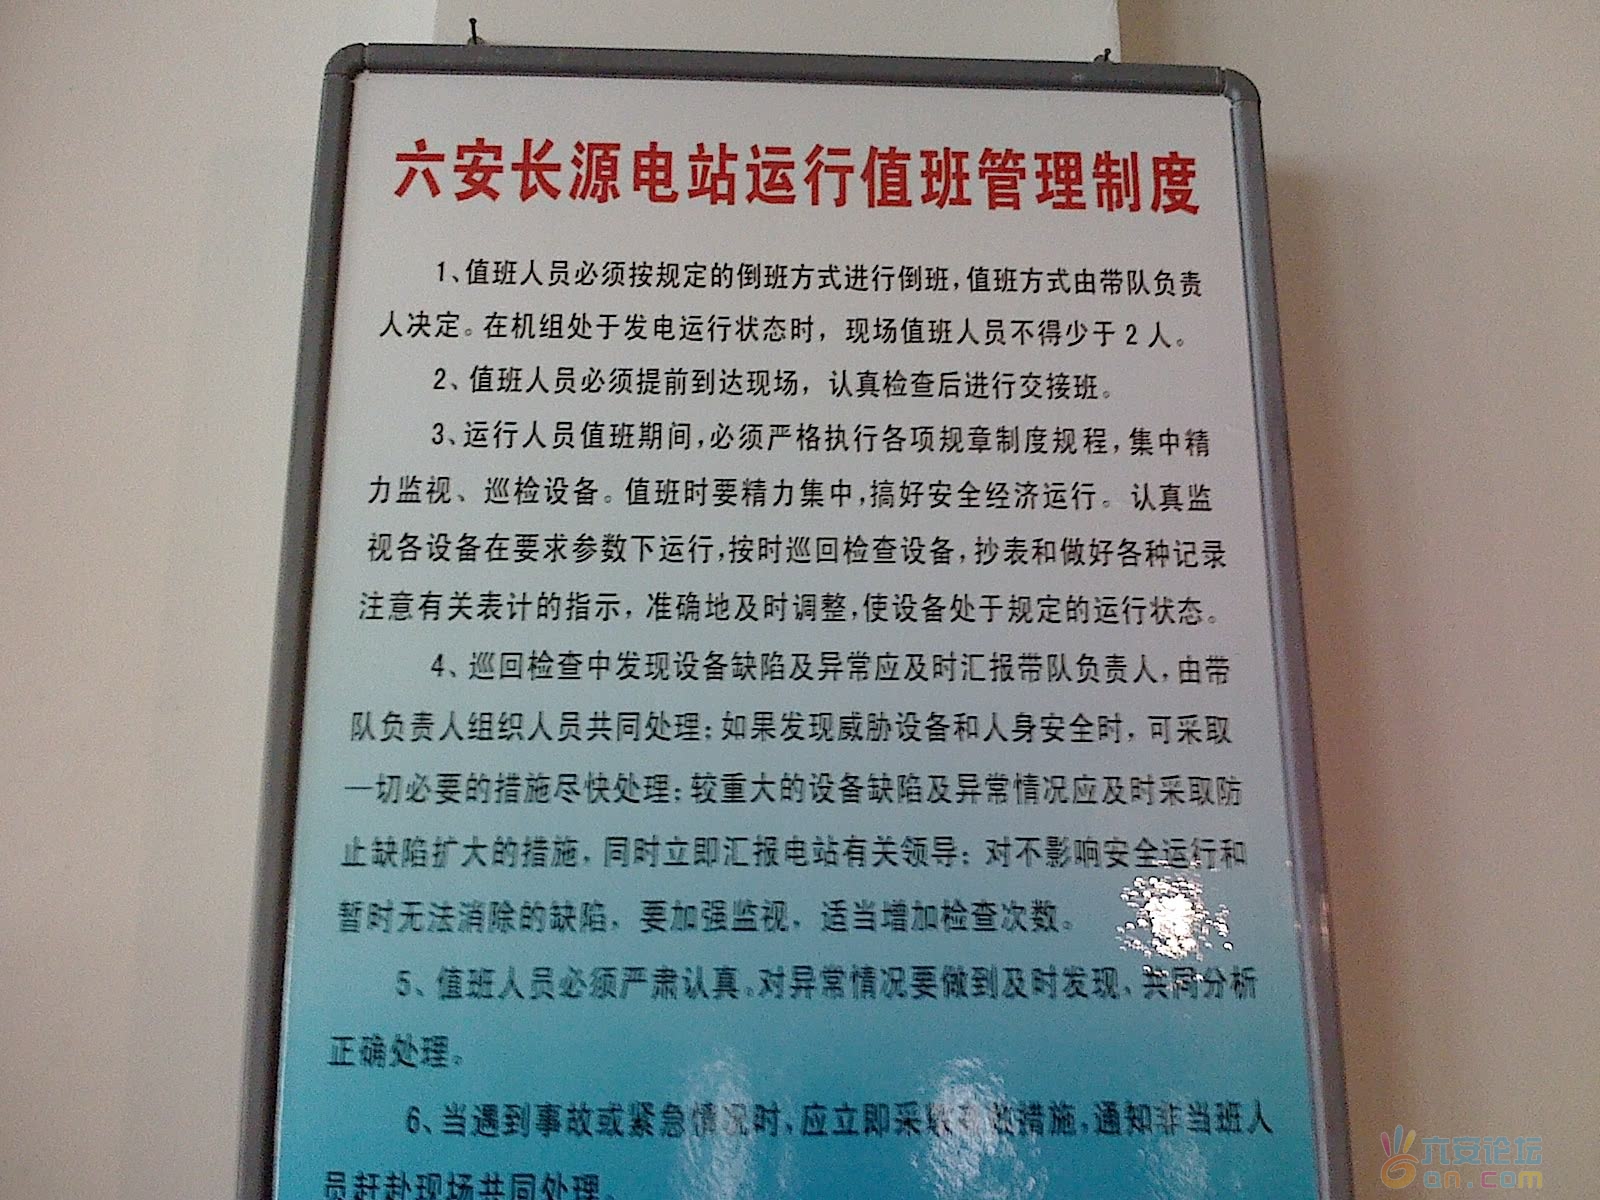 六安长源电站运行值班管理制度
1、值班人员必须按规定的倒班方式进行倒班，值班方式由带队负责
人决定。在机组处于发电运行状态时，现场值班人员不得少于2人。
2、值班人员必须提前到达现场，认真检查后进行交接班。
3、运行人员值班期间，必须严格执行各项规章制度规程，集中精
力监视、巡检设备。值班时要精力集中，搞好安全经济运行。认真监
视各设备在要求参数下运行，按时巡回检查设备，抄表和做好各种记录
注意有关表计的指示，准确地及时调整，使设备处于规定的运行状态。
4、巡回检查中发现设备缺陷及异常应及时汇报带队负责人，由带
队负责人组织人员共同处理；如果发现威胁设备和人身安全时，可采取
一切必要的措施尽快处理；较重大的设备缺陷及异常情况应及时采取防
止缺陷扩大的措施，同时立即汇报电站有关领导；对不影响安全运行和
暂时无法消除的缺陷，要加强监视，适当增加检查次数。
5、值班人员必须严肃认真，对异常情况要做到及时发现、共同分析
正确处理。
6、当遇到事故或紧急情况时，应立即采取措施，通知非当班人
员赶赴现场共同处理。
六安论坛
an.com